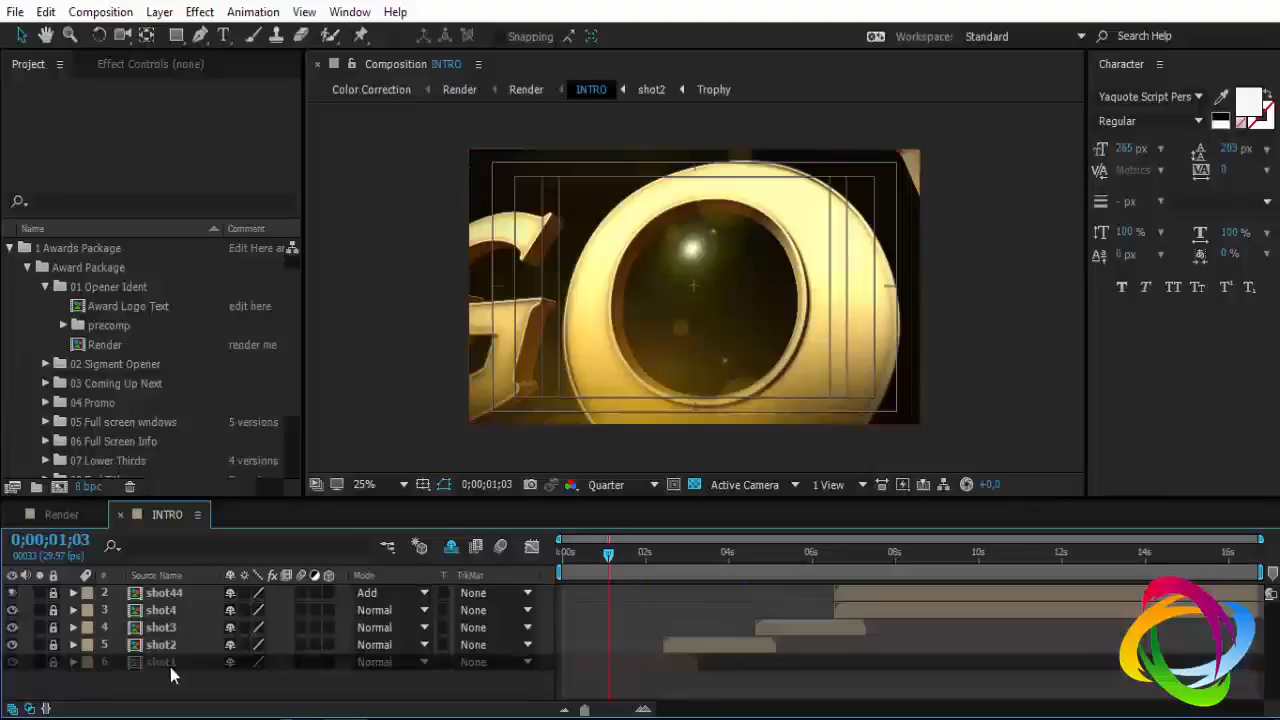 File Edit Composition Layer Effect Animation View Window Help
Snapping Workspace: Standard Search Help
Project Effect Controls (none)
Composition INTRO
Character
Color Correction Render Render INTRO shot2 Trophy
Yaquote Script Pers
Regular
265 px 203 px
Metrics 0
- px
100 % 100 %
0 px 0 %
T T TT Tт T¹ T₁
Name Comment
1 Awards Package Edit Here ar
Award Package
01 Opener Ident
Award Logo Text edit here
precomp
Render render me
02 Sigment Opener
03 Coming Up Next
04 Promo
05 Full screen wndows 5 versions
06 Full Screen Info
07 Lower Thirds 4 versions
8 bpc
25% 0;00;01;03 Quarter Active Camera 1 View +0,0
Render INTRO
0;00;01;03
00033 (29.97 fps)
:00s 02s 04s 06s 08s 10s 12s 14s 16s
# Source Name Mode T TrkMat
2 shot44 Add None
3 shot4 Normal None
4 shot3 Normal None
5 shot2 Normal None
6 shot1 Normal None